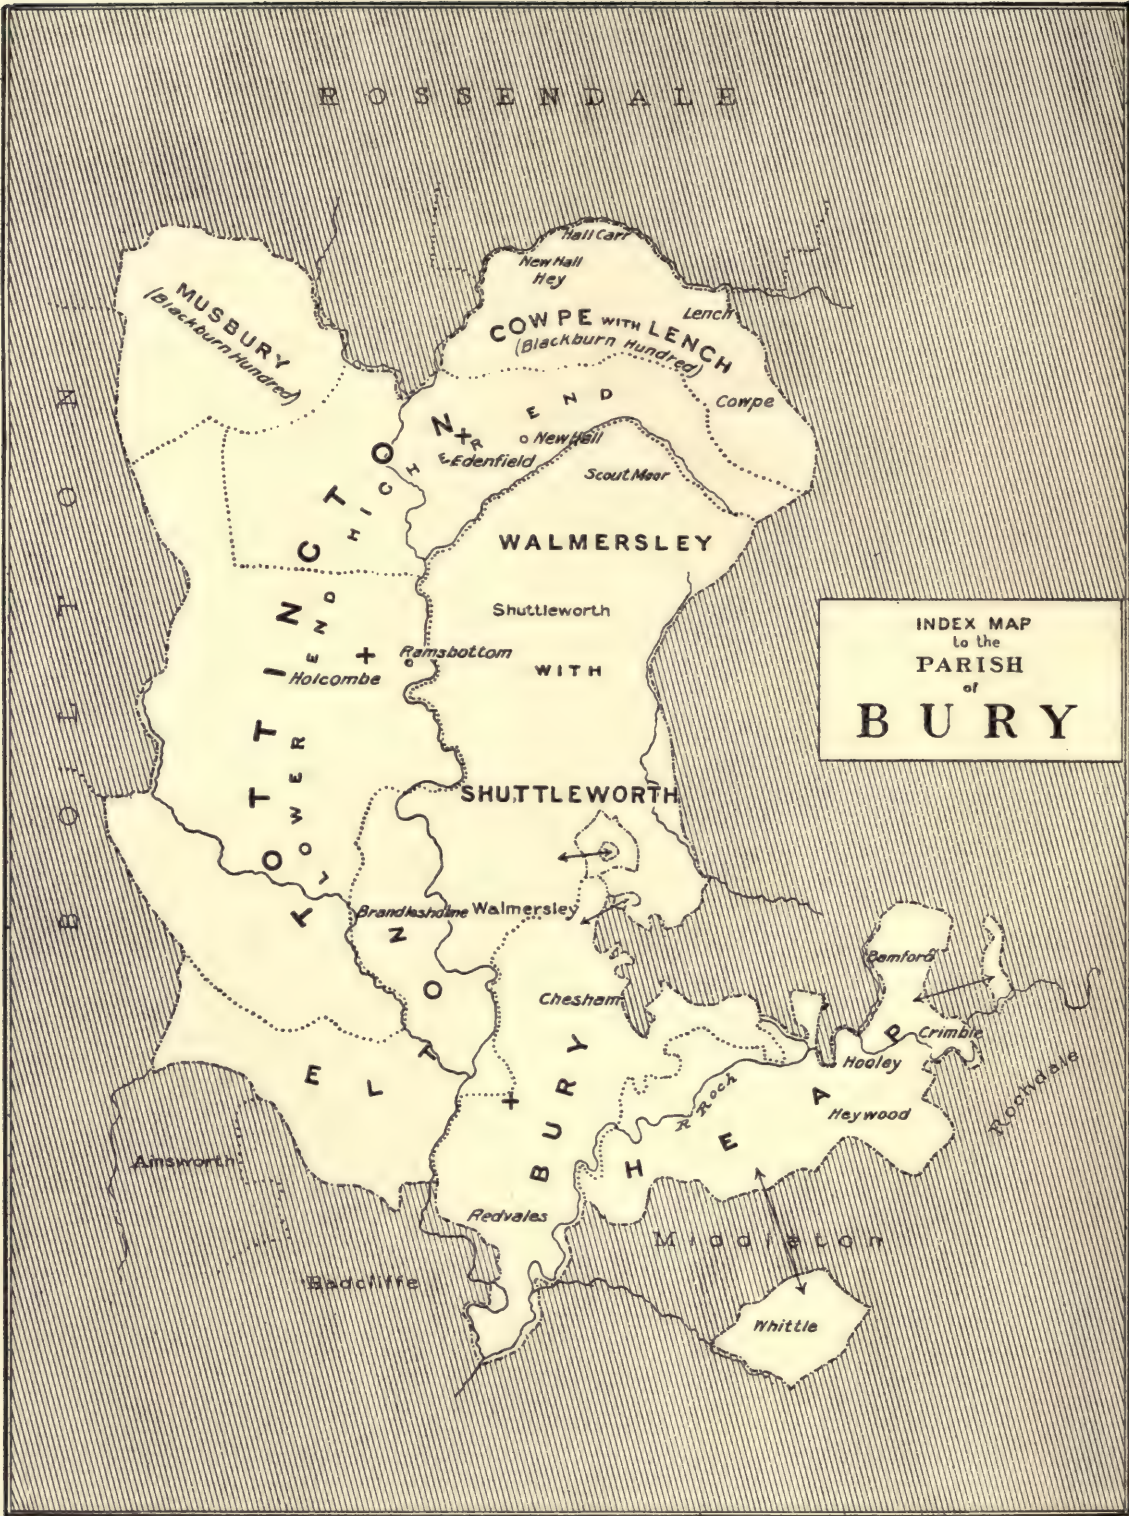 ROSSENDALE
Hall Carr
New Hall
Hey
MUSBURY
(Blackburn Hundred)
Lench
COWPE WITH LENCH
(Blackburn Hundred)
Cowpe
HIGHER END
New Hall
Edenfield
Scout Moor
TOTTINGTON
WALMERSLEY
Shuttleworth
WITH
SHUTTLEWORTH
INDEX MAP
to the
PARISH
of
BURY
Ramsbottom
Holcombe
LOWER END
BOLTON
Brandlesholme
Walmersley
Bamford
Chesham
Crimble
Hooley
Rochdale
R Roch
Heywood
ELTON
BURY
HEAP
Ainsworth
Redvales
Middleton
Radcliffe
Whittle